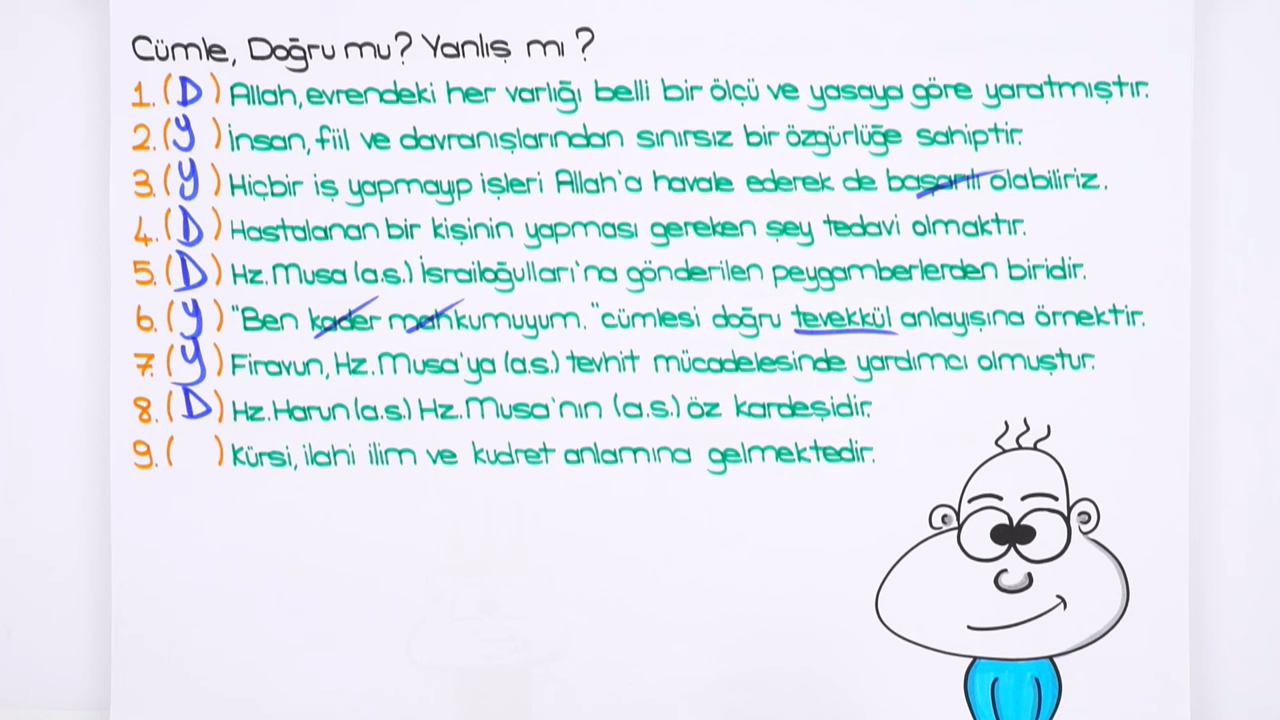 Cümle, Doğru mu? Yanlış mı?
1. (D) Allah, evrendeki her varlığı belli bir ölçü ve yasaya göre yaratmıştır.
2. (y) İnsan, fiil ve davranışlarından sınırsız bir özgürlüğe sahiptir.
3. (y) Hiçbir iş yapmayıp işleri Allah'a havale ederek de başarılı olabiliriz.
4. (D) Hastalanan bir kişinin yapması gereken şey tedavi olmaktır.
5. (D) Hz. Musa (a.s.) İsrailoğulları'na gönderilen peygamberlerden biridir.
6. (y) "Ben kader mahkumuyum." cümlesi doğru tevekkül anlayışına örnektir.
7. (y) Firavun, Hz. Musa'ya (a.s.) tevhit mücadelesinde yardımcı olmuştur.
8. (D) Hz. Harun (a.s.) Hz. Musa'nın (a.s.) öz kardeşidir.
9. ( ) Kürsi, ilahi ilim ve kudret anlamına gelmektedir.